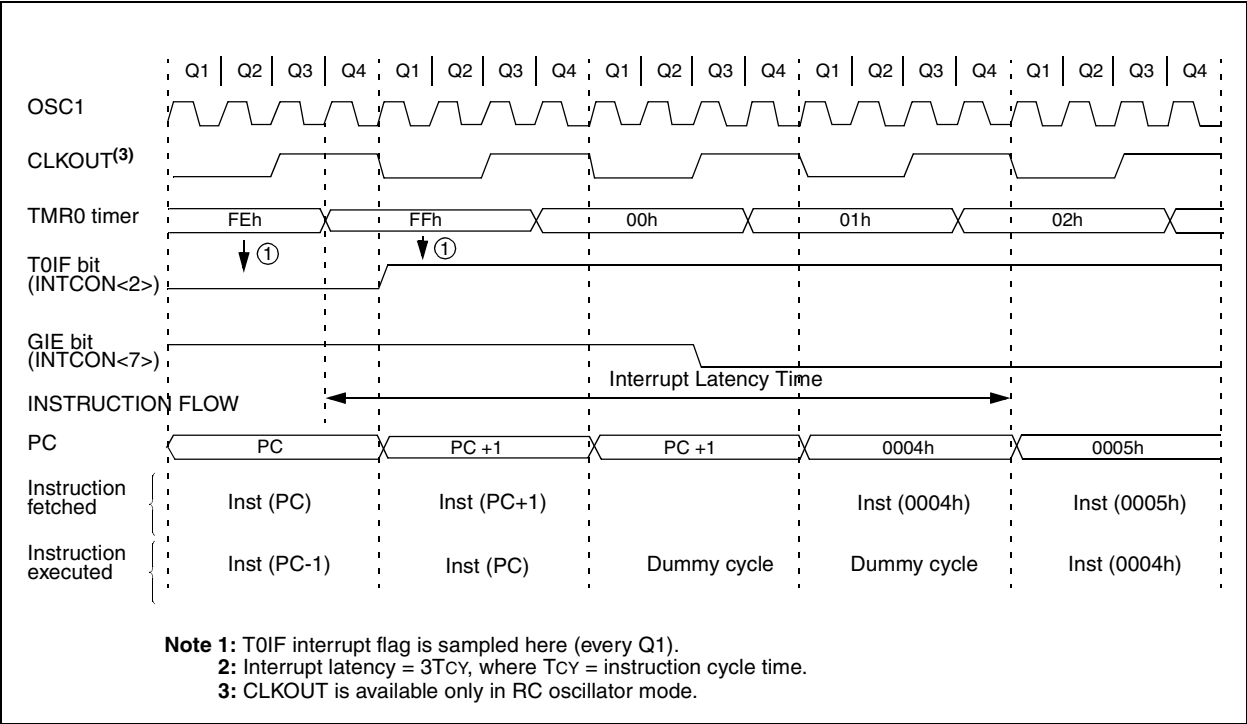 Q1 Q2 Q3 Q4 Q1 Q2 Q3 Q4 Q1 Q2 Q3 Q4 Q1 Q2 Q3 Q4 Q1 Q2 Q3 Q4
OSC1
CLKOUT(3)
TMR0 timer FEh FFh 00h 01h 02h
1 1
T0IF bit
(INTCON<2>)
GIE bit
(INTCON<7>)
Interrupt Latency Time
INSTRUCTION FLOW
PC PC PC +1 PC +1 0004h 0005h
Instruction
fetched Inst (PC) Inst (PC+1) Inst (0004h) Inst (0005h)
Instruction
executed Inst (PC-1) Inst (PC) Dummy cycle Dummy cycle Inst (0004h)
Note 1: T0IF interrupt flag is sampled here (every Q1).
2: Interrupt latency = 3TCY, where TCY = instruction cycle time.
3: CLKOUT is available only in RC oscillator mode.